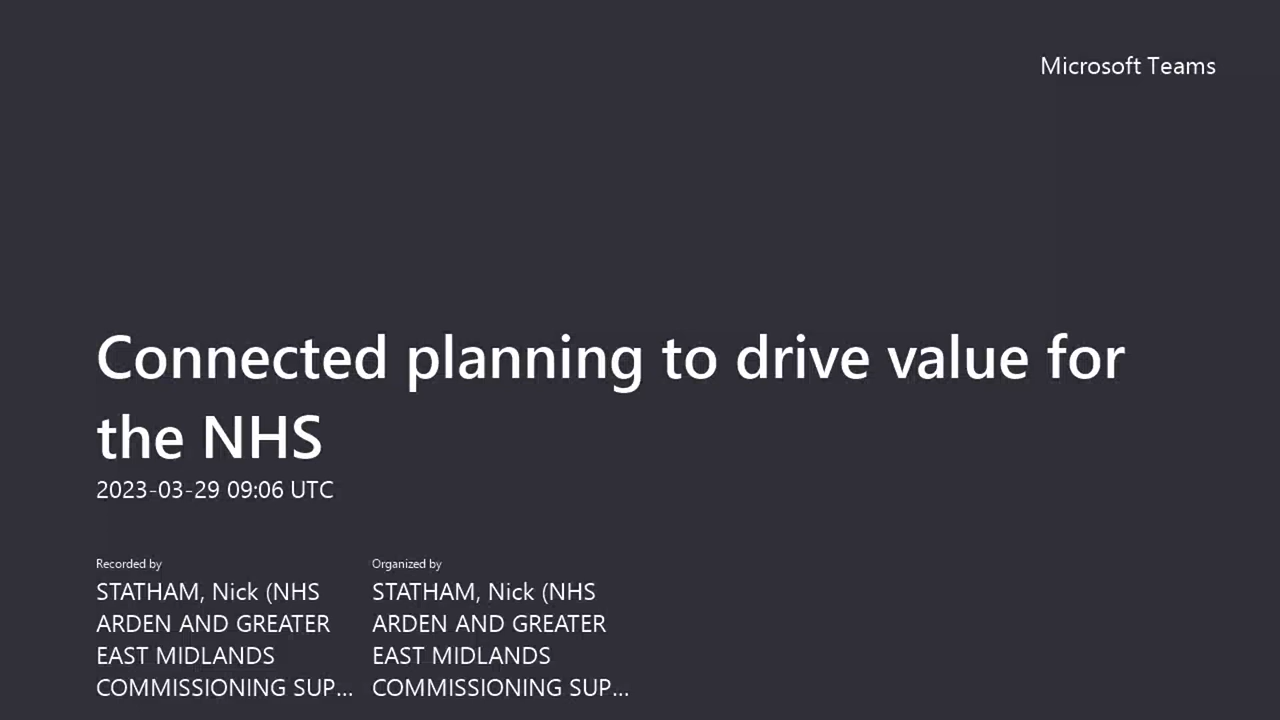 Microsoft Teams
Connected planning to drive value for
the NHS
2023-03-29 09:06 UTC
Recorded by
STATHAM, Nick (NHS
ARDEN AND GREATER
EAST MIDLANDS
COMMISSIONING SUP...
Organized by
STATHAM, Nick (NHS
ARDEN AND GREATER
EAST MIDLANDS
COMMISSIONING SUP...